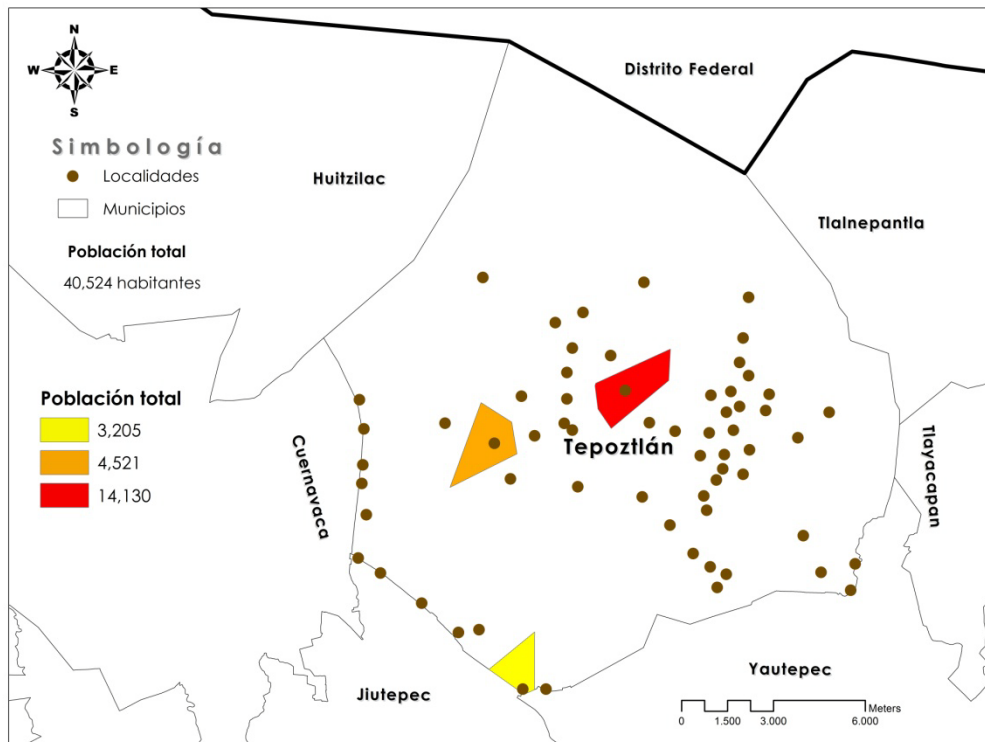 N
W E
S
Simbología
Localidades
Municipios
Población total
40,524 habitantes
Distrito Federal
Huitzilac
Tlalnepantla
Población total
3,205
4,521
14,130
Cuernavaca
Tepoztlán
Tlayacapan
Jiutepec
Yautepec
Meters
0 1.500 3.000 6.000